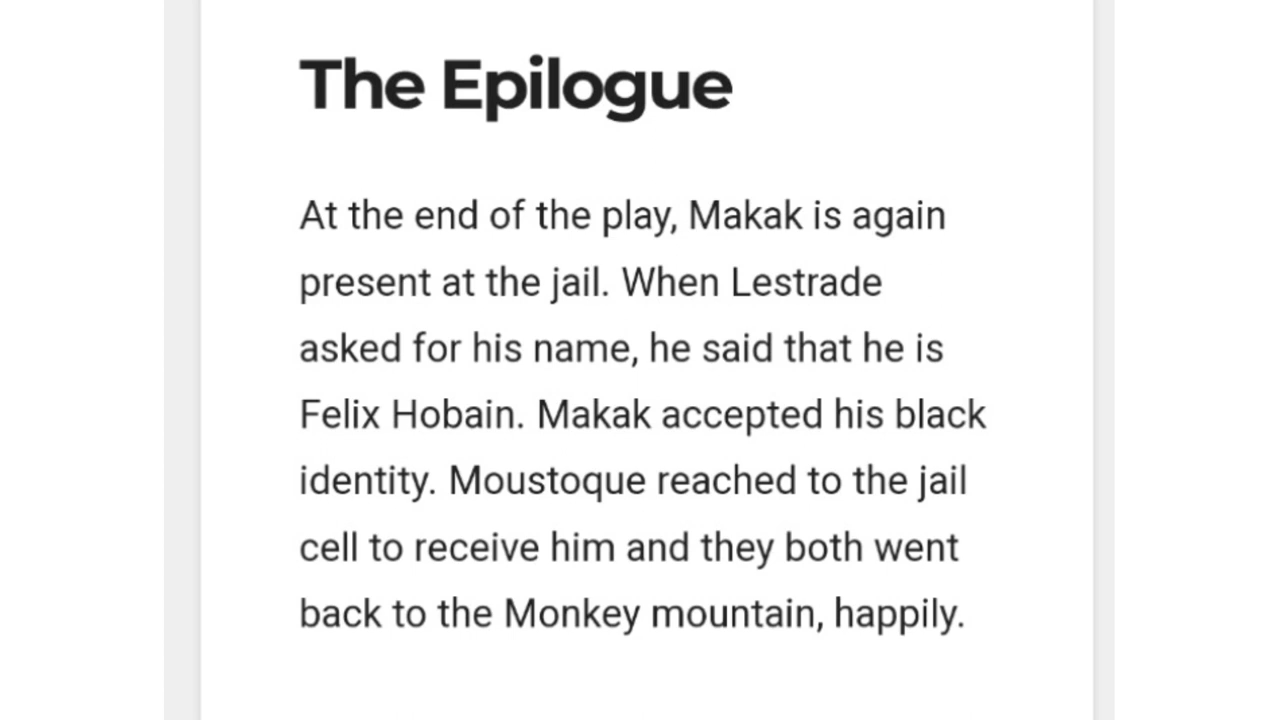 The Epilogue
At the end of the play, Makak is again
present at the jail. When Lestrade
asked for his name, he said that he is
Felix Hobain. Makak accepted his black
identity. Moustoque reached to the jail
cell to receive him and they both went
back to the Monkey mountain, happily.